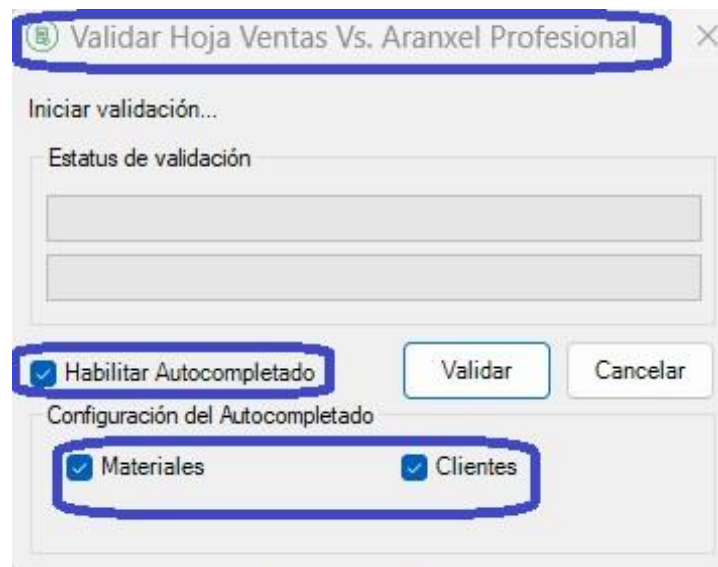 Validar Hoja Ventas Vs. Aranxel Profesional
Iniciar validación...
Estatus de validación
Habilitar Autocompletado
Validar
Cancelar
Configuración del Autocompletado
Materiales
Clientes